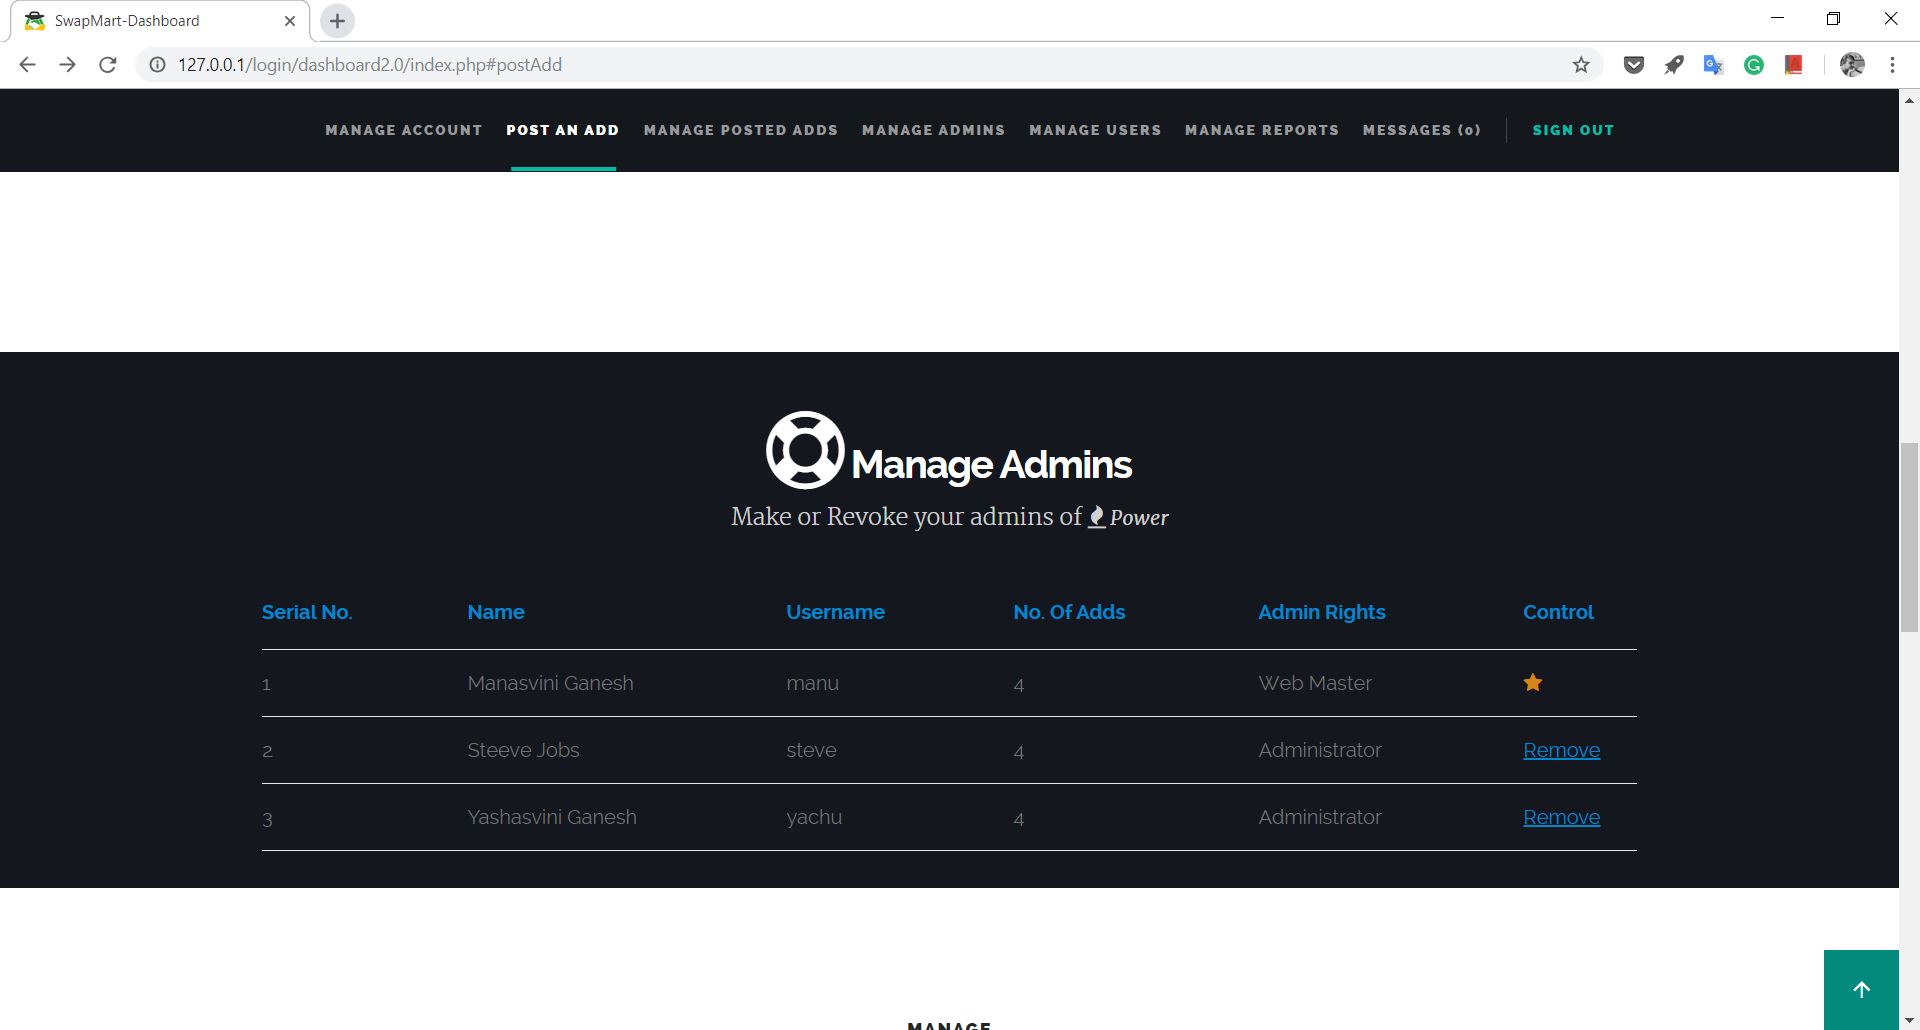 SwapMart-Dashboard
127.0.0.1/login/dashboard2.0/index.php#postAdd
MANAGE ACCOUNT POST AN ADD MANAGE POSTED ADDS MANAGE ADMINS MANAGE USERS MANAGE REPORTS MESSAGES (0) SIGN OUT
Manage Admins
Make or Revoke your admins of Power
Serial No. Name Username No. Of Adds Admin Rights Control
1 Manasvini Ganesh manu 4 Web Master
2 Steeve Jobs steve 4 Administrator Remove
3 Yashasvini Ganesh yachu 4 Administrator Remove
MANAGE